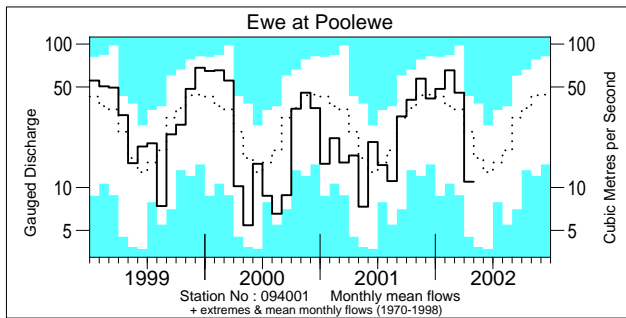 Ewe at Poolewe
100 100
50 50
10 10
5 5
Gauged Discharge
Cubic Metres per Second
1999 2000 2001 2002
Station No : 094001 Monthly mean flows
+ extremes & mean monthly flows (1970-1998)